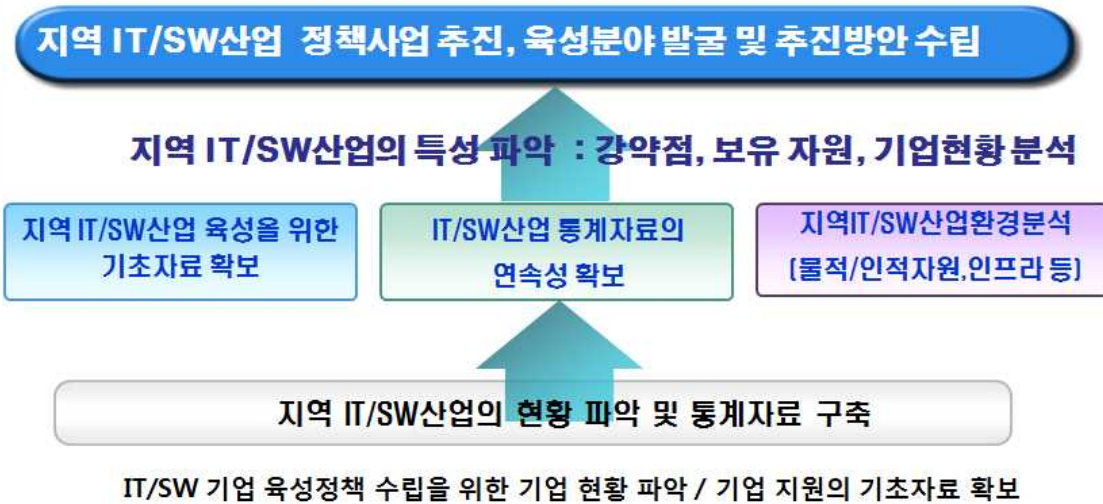 지역 IT/SW산업 정책사업 추진, 육성분야 발굴 및 추진방안 수립
지역 IT/SW산업의 특성 파악 : 강약점, 보유 자원, 기업현황 분석
지역 IT/SW산업 육성을 위한
기초자료 확보
IT/SW산업 통계자료의
연속성 확보
지역IT/SW산업환경분석
(물적/인적자원,인프라 등)
지역 IT/SW산업의 현황 파악 및 통계자료 구축
IT/SW 기업 육성정책 수립을 위한 기업 현황 파악 / 기업 지원의 기초자료 확보